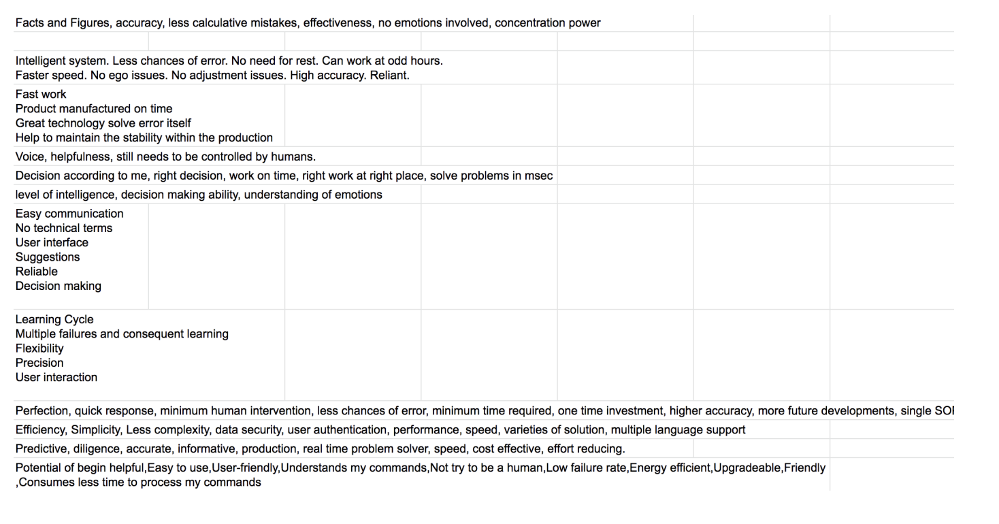 Facts and Figures, accuracy, less calculative mistakes, effectiveness, no emotions involved, concentration power
Intelligent system. Less chances of error. No need for rest. Can work at odd hours.
Faster speed. No ego issues. No adjustment issues. High accuracy. Reliant.
Fast work
Product manufactured on time
Great technology solve error itself
Help to maintain the stability within the production
Voice, helpfulness, still needs to be controlled by humans.
Decision according to me, right decision, work on time, right work at right place, solve problems in msec
level of intelligence, decision making ability, understanding of emotions
Easy communication
No technical terms
User interface
Suggestions
Reliable
Decision making
Learning Cycle
Multiple failures and consequent learning
Flexibility
Precision
User interaction
Perfection, quick response, minimum human intervention, less chances of error, minimum time required, one time investment, higher accuracy, more future developments, single
Efficiency, Simplicity, Less complexity, data security, user authentication, performance, speed, varieties of solution, multiple language support
Predictive, diligence, accurate, informative, production, real time problem solver, speed, cost effective, effort reducing.
Potential of begin helpful,Easy to use,User-friendly,Understands my commands,Not try to be a human,Low failure rate,Energy efficient,Upgradeable,Friendly
,Consumes less time to process my commands